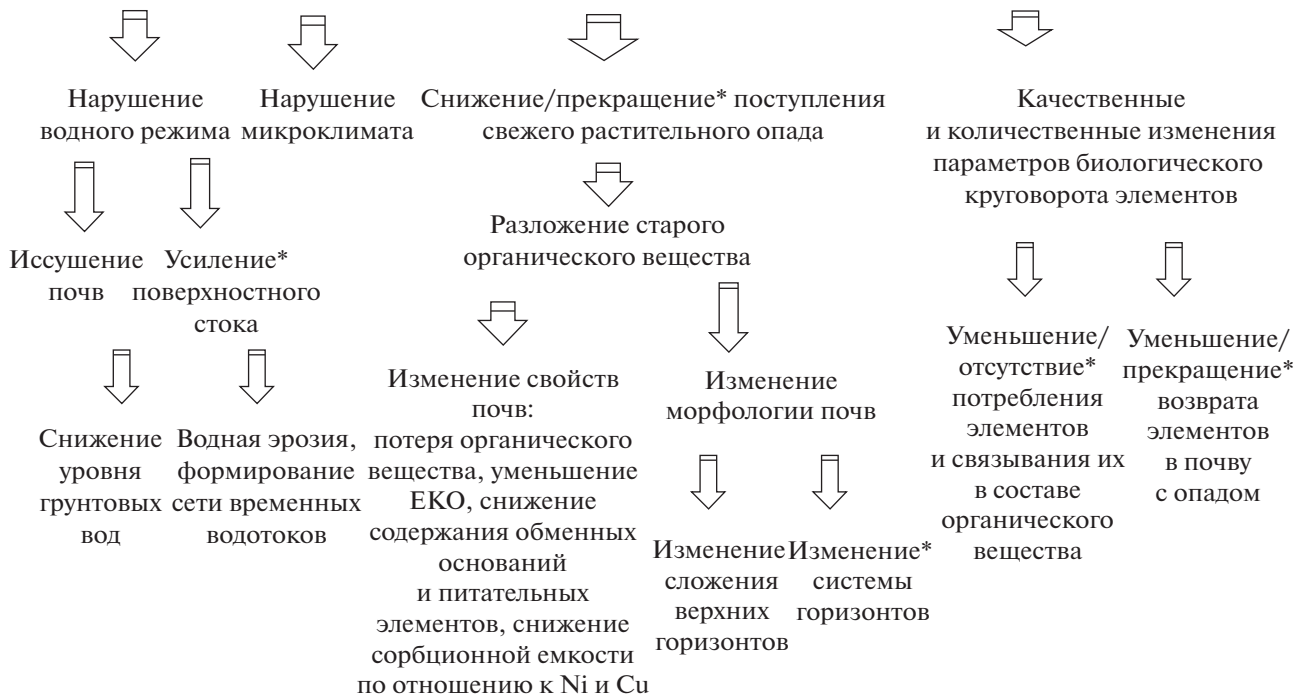 Нарушение
водного режима
Нарушение
микроклимата
Снижение/прекращение* поступления
свежего растительного опада
Качественные
и количественные изменения
параметров биологического
круговорота элементов
Иссушение
почв
Усиление*
поверхностного
стока
Разложение старого
органического вещества
Снижение
уровня
грунтовых
вод
Водная эрозия,
формирование
сети временных
водотоков
Изменение свойств
почв:
потеря органического
вещества, уменьшение
ЕКО, снижение
содержания обменных
оснований
и питательных
элементов, снижение
сорбционной емкости
по отношению к Ni и Cu
Изменение
морфологии почв
Изменение
сложения
верхних
горизонтов
Изменение*
системы
горизонтов
Уменьшение/
отсутствие*
потребления
элементов
и связывания их
в составе
органического
вещества
Уменьшение/
прекращение*
возврата
элементов
в почву
с опадом